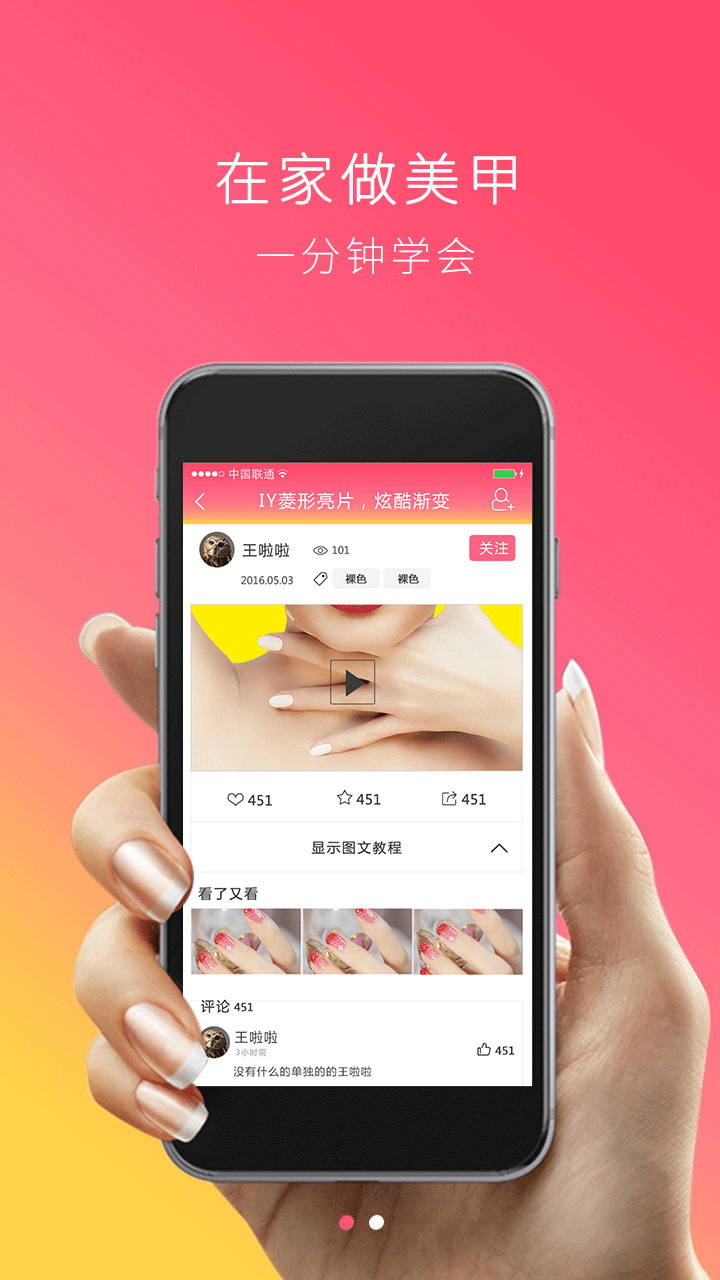 在家做美甲
一分钟学会
中国联通
IY菱形亮片，炫酷渐变
王啦啦 101 关注
2016.05.03 裸色 裸色
451 451 451
显示图文教程
看了又看
评论 451
王啦啦
3小时前
451
没有什么的单独的的王啦啦